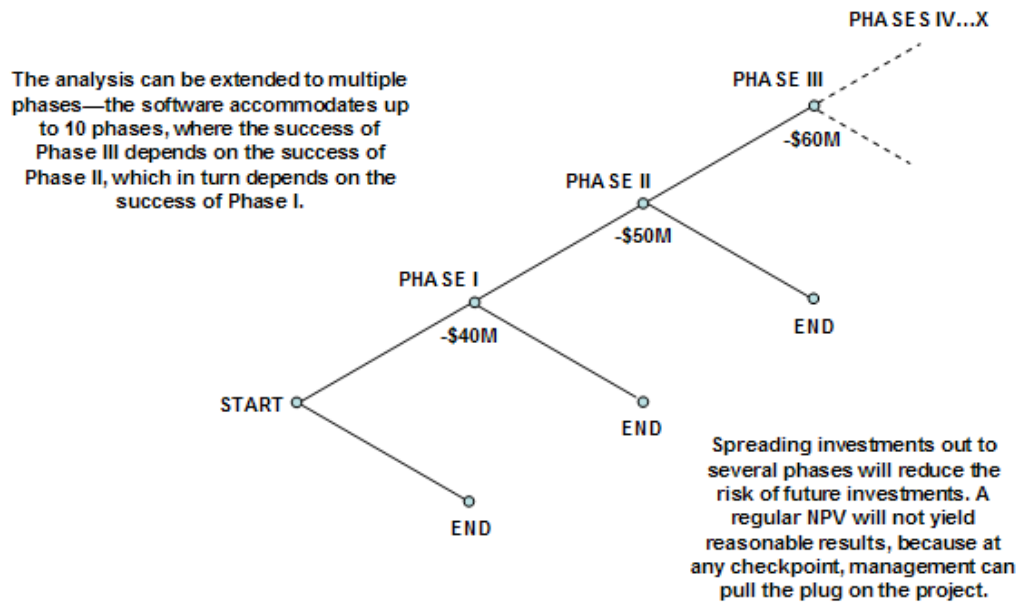 PHASES IV...X
The analysis can be extended to multiple
phases—the software accommodates up
to 10 phases, where the success of
Phase III depends on the success of
Phase II, which in turn depends on the
success of Phase I.
PHASE III
-$60M
PHASE II
-$50M
PHASE I
-$40M
END
START
END
END
Spreading investments out to
several phases will reduce the
risk of future investments. A
regular NPV will not yield
reasonable results, because at
any checkpoint, management can
pull the plug on the project.